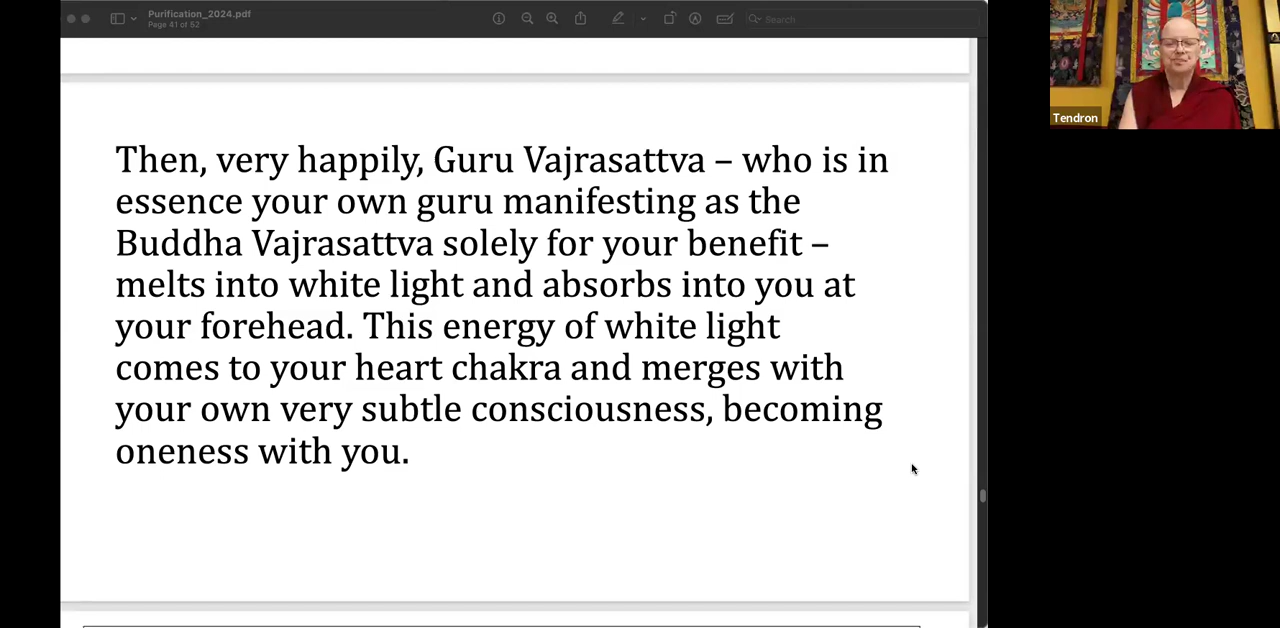 Purification_2024.pdf
Page 41 of 52
Search
Then, very happily, Guru Vajrasattva – who is in
essence your own guru manifesting as the
Buddha Vajrasattva solely for your benefit –
melts into white light and absorbs into you at
your forehead. This energy of white light
comes to your heart chakra and merges with
your own very subtle consciousness, becoming
oneness with you.
Tendron